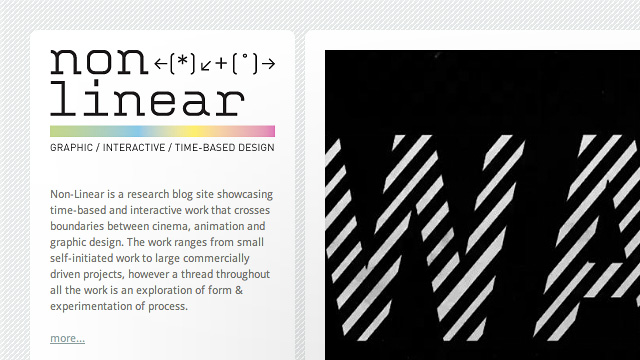 non←(*)↙+(°)→
linear
GRAPHIC / INTERACTIVE / TIME-BASED DESIGN
Non-Linear is a research blog site showcasing
time-based and interactive work that crosses
boundaries between cinema, animation and
graphic design. The work ranges from small
self-initiated work to large commercially
driven projects, however a thread throughout
all the work is an exploration of form &
experimentation of process.
more...
WA